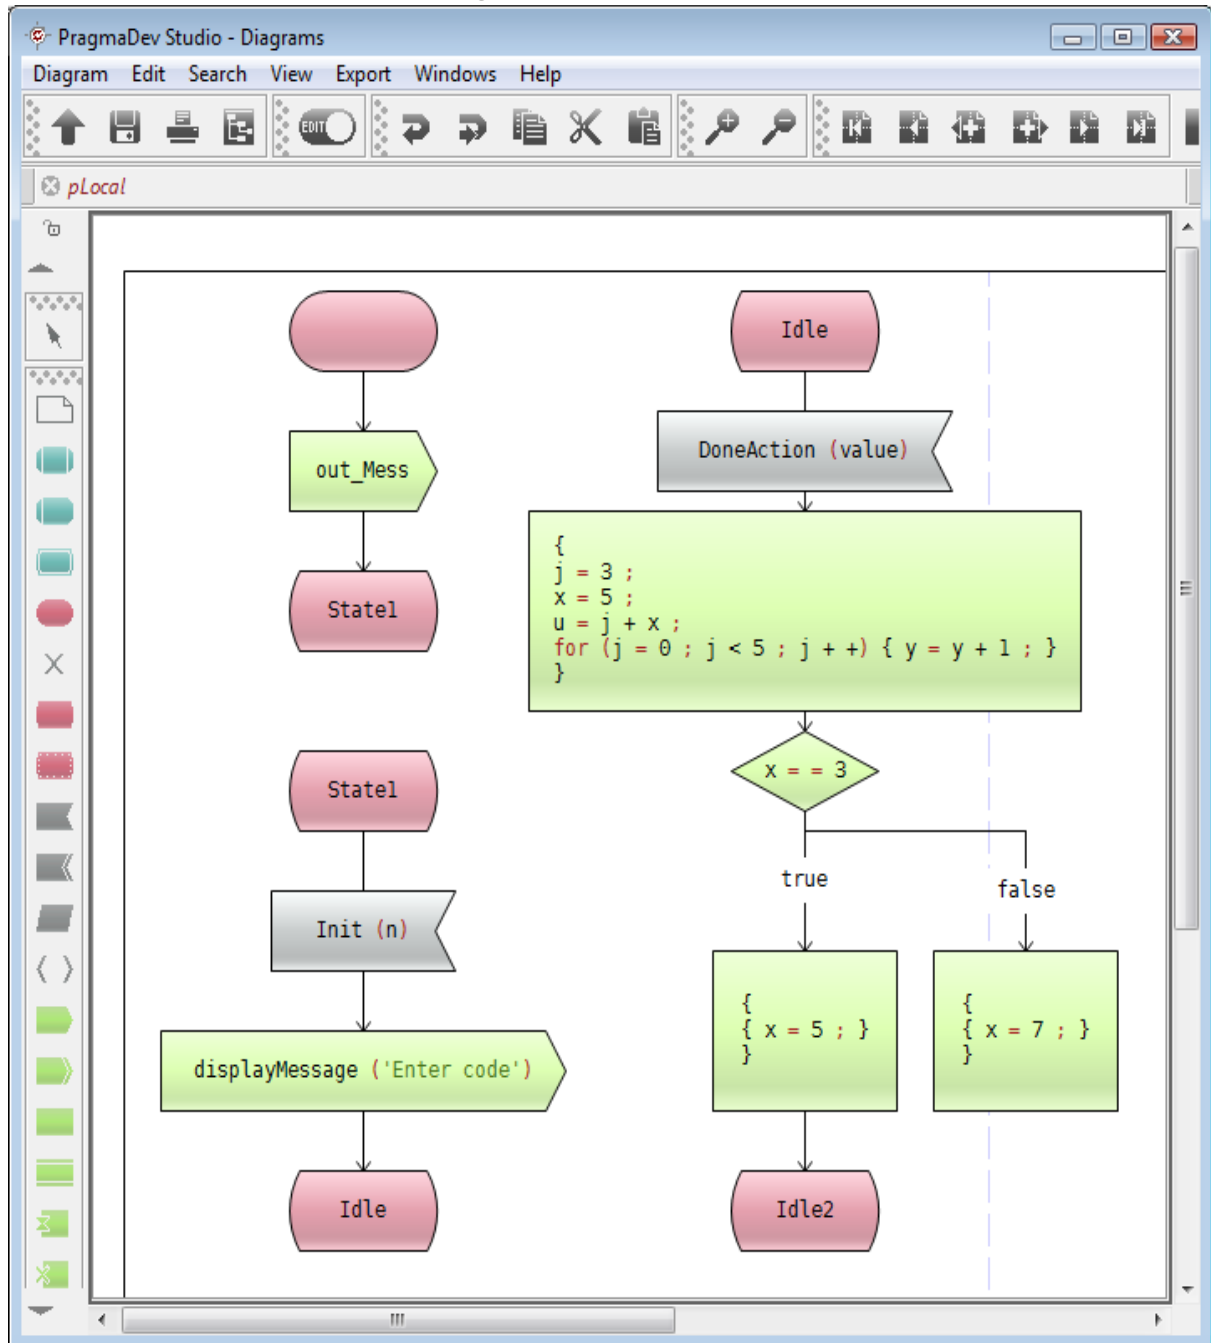 PragmaDev Studio - Diagrams
Diagram Edit Search View Export Windows Help
EDIT
pLocal
out_Mess
State1
State1
Init (n)
displayMessage ('Enter code')
Idle
Idle
DoneAction (value)
{
j = 3 ;
x = 5 ;
u = j + x ;
for (j = 0 ; j < 5 ; j + +) { y = y + 1 ; }
}
x = = 3
true
false
{
{ x = 5 ; }
}
{
{ x = 7 ; }
}
Idle2